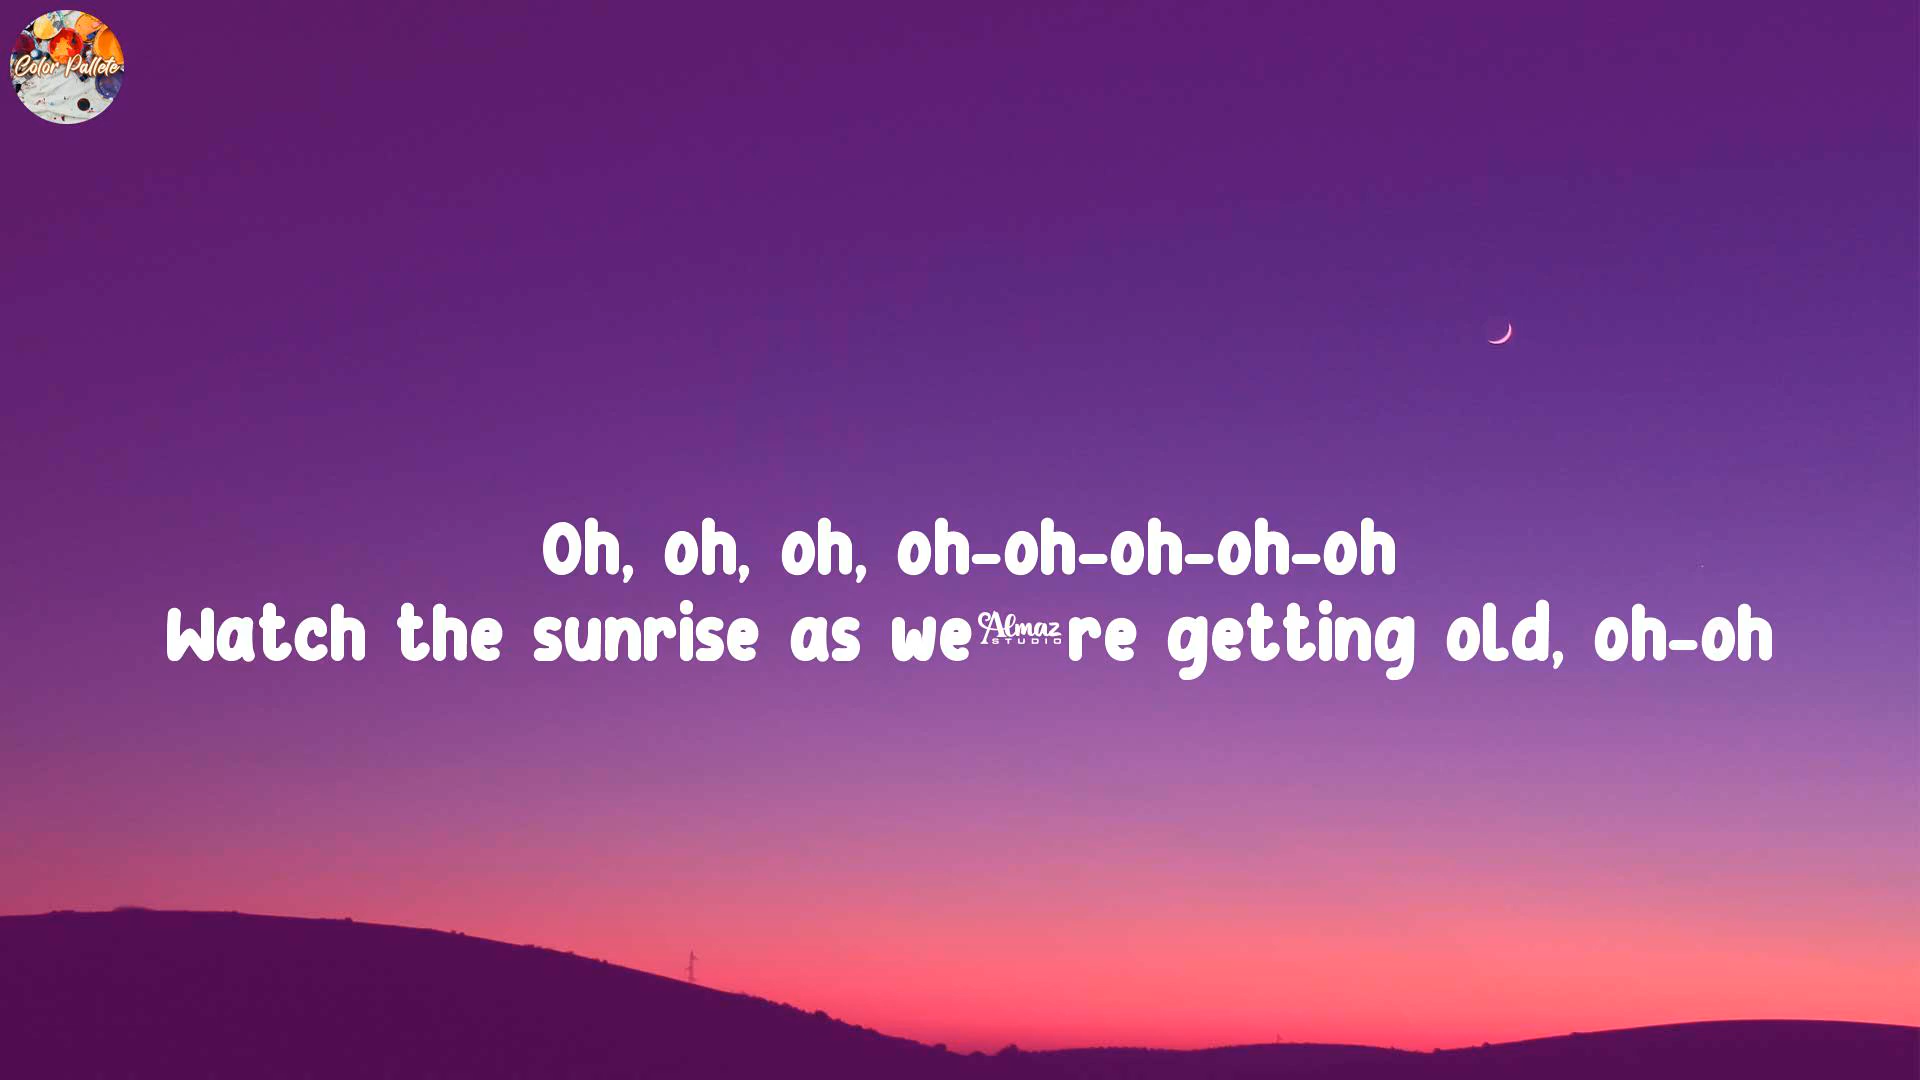 Color Pallete
Oh, oh, oh, oh-oh-oh-oh-oh
Watch the sunrise as we Almaz STUDIO re getting old, oh-oh